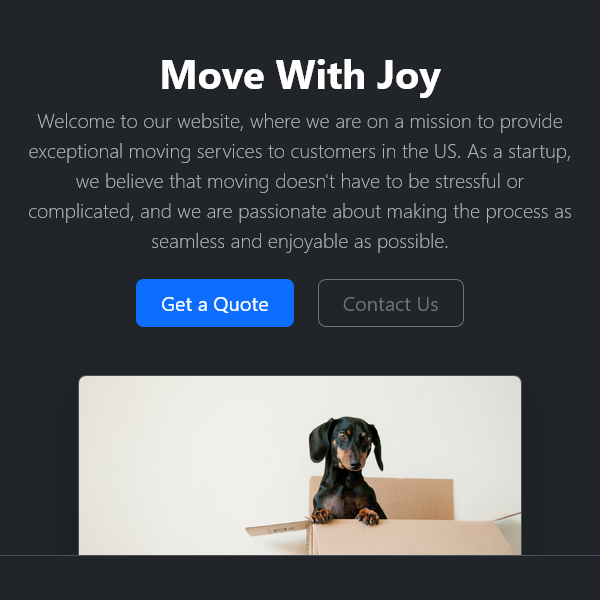 Move With Joy
Welcome to our website, where we are on a mission to provide
exceptional moving services to customers in the US. As a startup,
we believe that moving doesn't have to be stressful or
complicated, and we are passionate about making the process as
seamless and enjoyable as possible.
Get a Quote
Contact Us